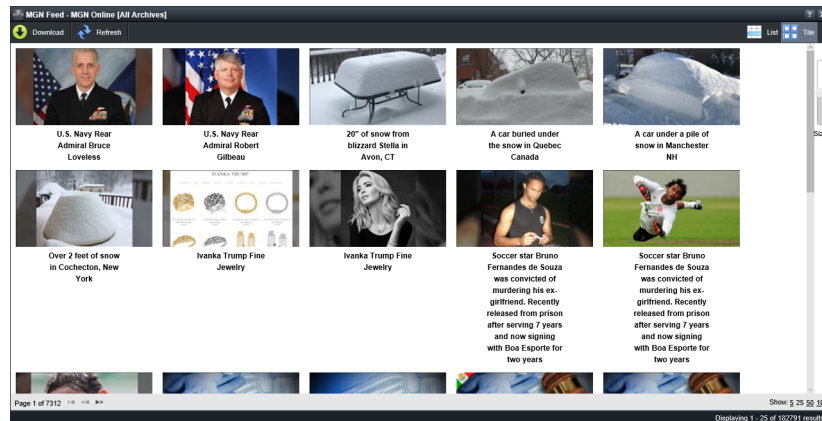 MGN Feed - MGN Online [All Archives]
?
Download
Refresh
List
Tile
U.S. Navy Rear
Admiral Bruce
Loveless
U.S. Navy Rear
Admiral Robert
Gilbeau
20" of snow from
blizzard Stella in
Avon, CT
A car buried under
the snow in Quebec
Canada
A car under a pile of
snow in Manchester
NH
Siz
Over 2 feet of snow
in Cochecton, New
York
IVANKA TRUMP
Ivanka Trump Fine
Jewelry
Ivanka Trump Fine
Jewelry
Soccer star Bruno
Fernandes de Souza
was convicted of
murdering his ex-
girlfriend. Recently
released from prison
after serving 7 years
and now signing
with Boa Esporte for
two years
Soccer star Bruno
Fernandes de Souza
was convicted of
murdering his ex-
girlfriend. Recently
released from prison
after serving 7 years
and now signing
with Boa Esporte for
two years
Page 1 of 7312
Show: 5 25 50 10
Displaying 1 - 25 of 182791 results